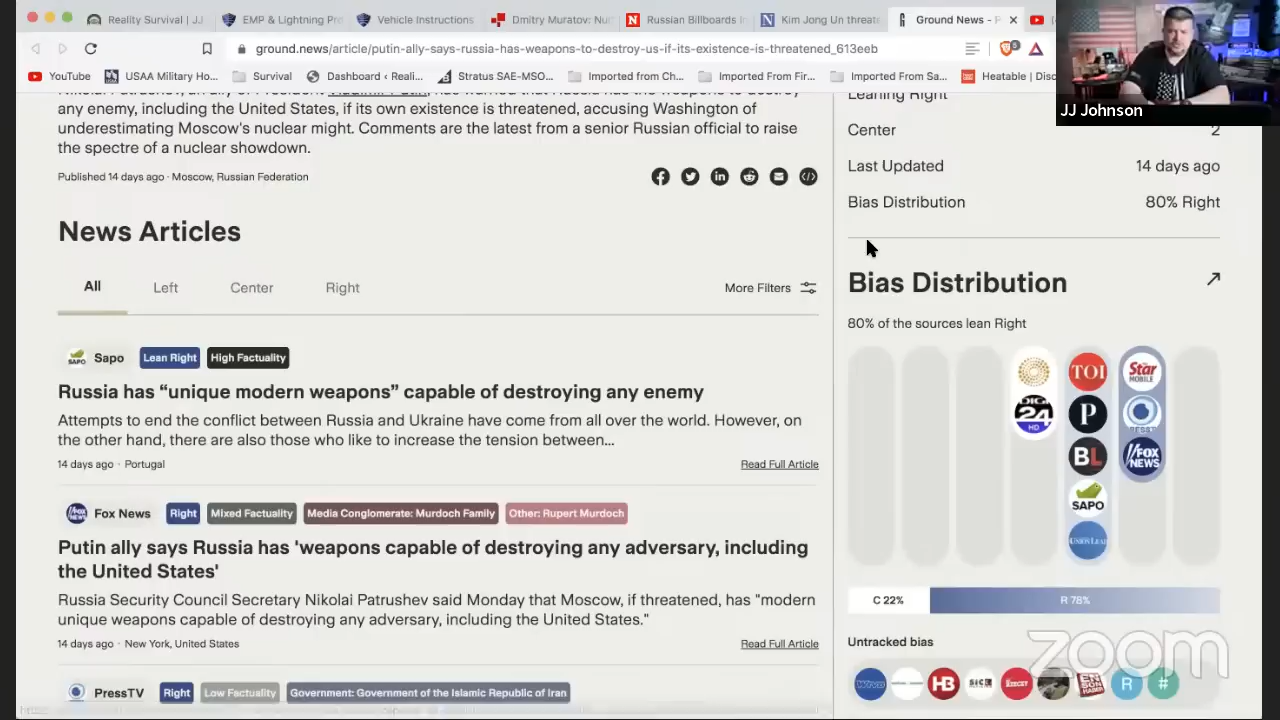 Reality Survival | JJ
EMP & Lightning Pr
Vehicle Instructions
Dmitry Muratov: Nu
Russian Billboards I
Kim Jong Un threat
Ground News - P
ground.news/article/putin-ally-says-russia-has-weapons-to-destroy-us-if-its-existence-is-threatened_613eeb
YouTube
USAA Military Ho...
Survival
Dashboard ‹ Reali...
Stratus SAE-MSO...
Imported from Ch...
Imported From Fir...
Imported From Sa...
Heatable | Disc
JJ Johnson
any enemy, including the United States, if its own existence is threatened, accusing Washington of
underestimating Moscow's nuclear might. Comments are the latest from a senior Russian official to raise
the spectre of a nuclear showdown.
Published 14 days ago · Moscow, Russian Federation
News Articles
All
Left
Center
Right
More Filters
Sapo
Lean Right
High Factuality
Russia has “unique modern weapons” capable of destroying any enemy
Attempts to end the conflict between Russia and Ukraine have come from all over the world. However, on
the other hand, there are also those who like to increase the tension between...
14 days ago · Portugal
Read Full Article
Fox News
Right
Mixed Factuality
Media Conglomerate: Murdoch Family
Other: Rupert Murdoch
Putin ally says Russia has 'weapons capable of destroying any adversary, including
the United States'
Russia Security Council Secretary Nikolai Patrushev said Monday that Moscow, if threatened, has "modern
unique weapons capable of destroying any adversary, including the United States."
14 days ago · New York, United States
Read Full Article
PressTV
Right
Low Factuality
Government: Government of the Islamic Republic of Iran
Leaning Right
Center
2
Last Updated
14 days ago
Bias Distribution
80% Right
Bias Distribution
80% of the sources lean Right
TOI
Star
MOBILE
24
HD
P
BL
FOX
NEWS
SAPO
C 22%
R 78%
Untracked bias
HB
R
#
zoom